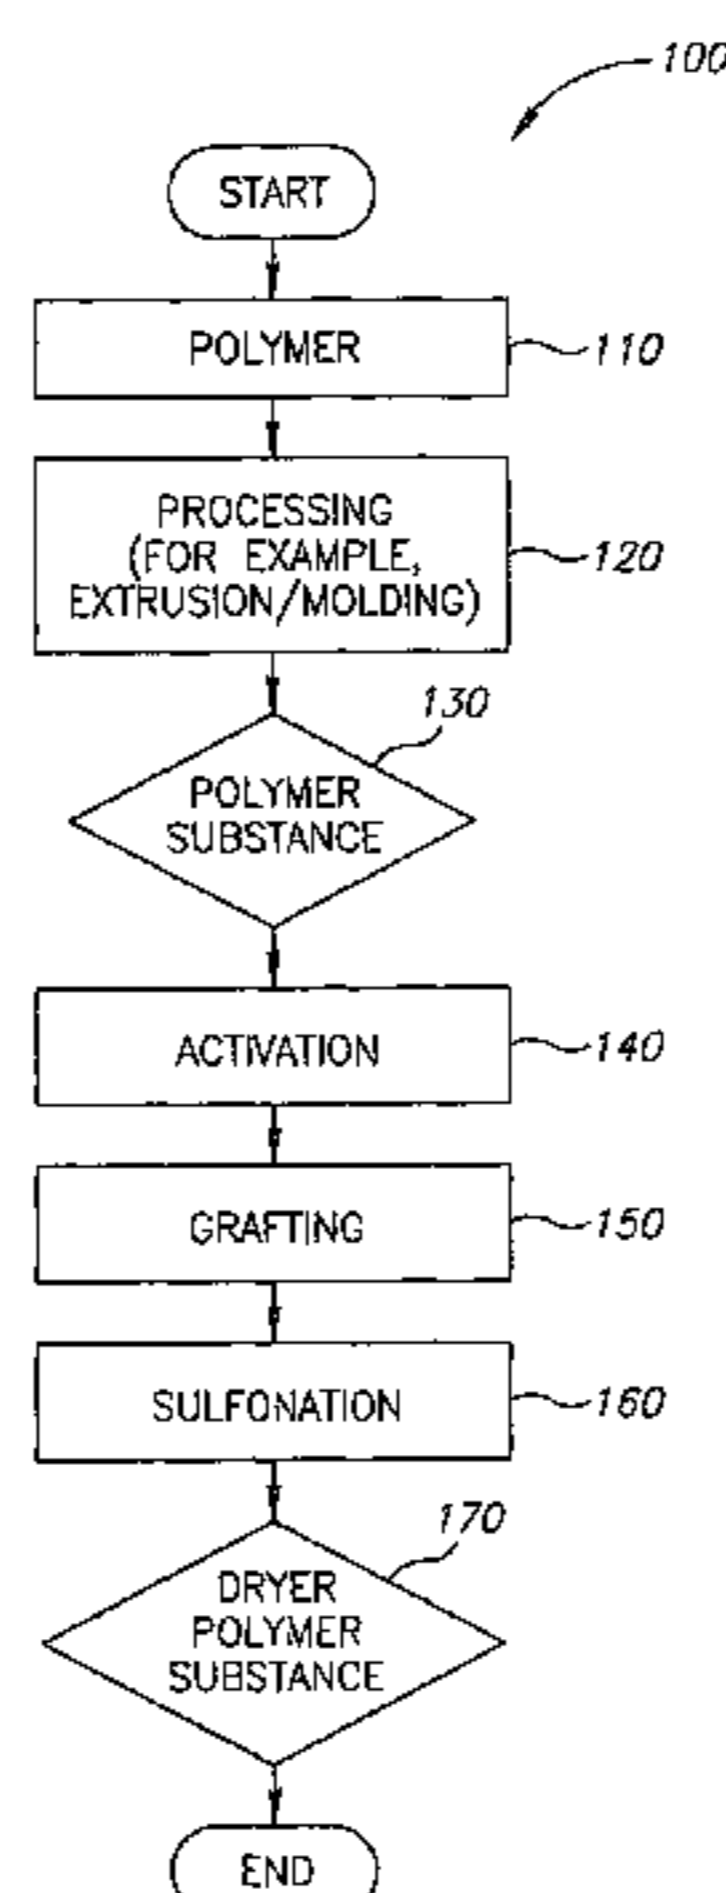 100
START
POLYMER
110
PROCESSING
(FOR EXAMPLE,
EXTRUSION/MOLDING)
120
130
POLYMER
SUBSTANCE
ACTIVATION
140
GRAFTING
150
SULFONATION
160
170
DRYER
POLYMER
SUBSTANCE
END